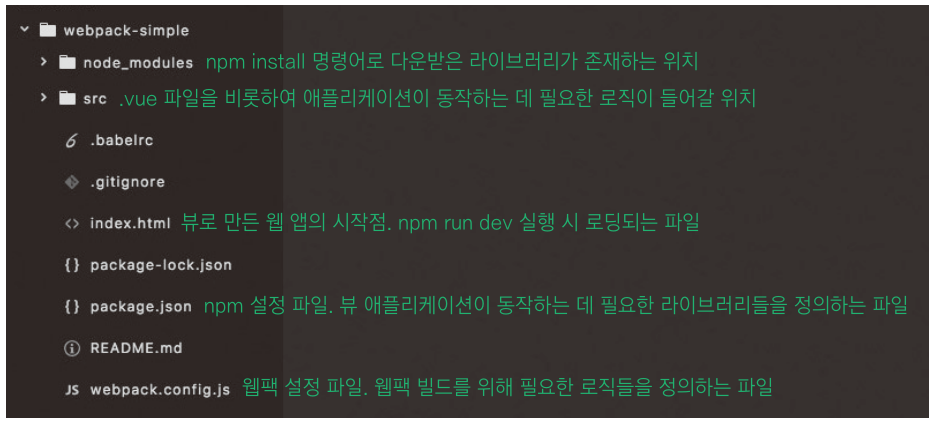 webpack-simple
node_modules npm install 명령어로 다운받은 라이브러리가 존재하는 위치
src .vue 파일을 비롯하여 애플리케이션이 동작하는 데 필요한 로직이 들어갈 위치
.babelrc
.gitignore
index.html 뷰로 만든 웹 앱의 시작점. npm run dev 실행 시 로딩되는 파일
package-lock.json
package.json npm 설정 파일. 뷰 애플리케이션이 동작하는 데 필요한 라이브러리들을 정의하는 파일
README.md
JS webpack.config.js 웹팩 설정 파일. 웹팩 빌드를 위해 필요한 로직들을 정의하는 파일